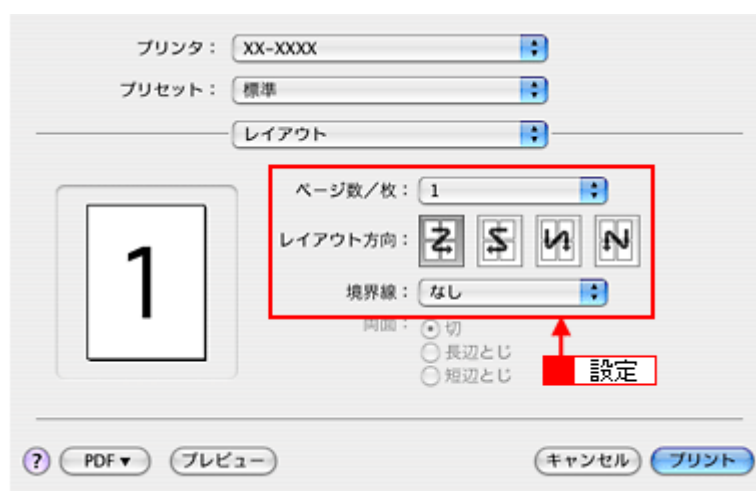 プリンタ： XX-XXXX
プリセット： 標準
レイアウト
ページ数／枚： 1
レイアウト方向：
境界線： なし
両面： 切
長辺とじ
短辺とじ
設定
1
? PDF▼ プレビュー キャンセル プリント